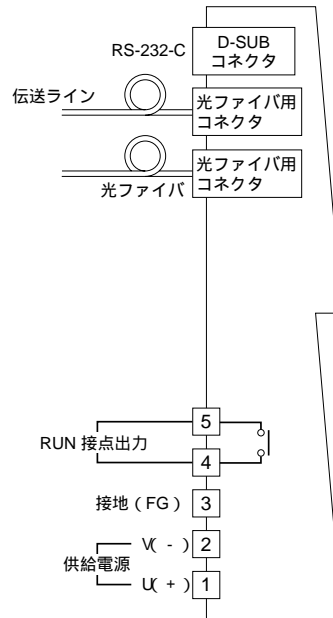 RS-232-C
D-SUB
コネクタ
伝送ライン
光ファイバ用
コネクタ
光ファイバ用
コネクタ
光ファイバ
5
RUN 接点出力
4
接地(FG)
3
V( - )
2
供給電源
U( + )
1